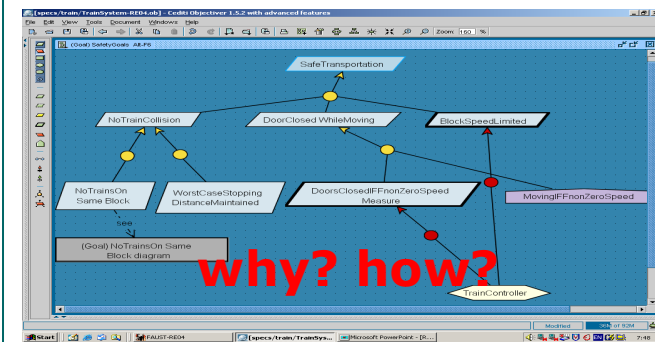 [specs/train/TrainSystem-RE04.ob] - Cediti Objectiver 1.5.2 with advanced features
File Edit View Tools Document Windows Help
Zoom: 150 %
(Goal) SafetyGoals Alt-F6
SafeTransportation
NoTrainCollision
DoorClosed WhileMoving
BlockSpeedLimited
NoTrainsOn
Same Block
WorstCaseStopping
DistanceMaintained
DoorsClosedIFFnonZeroSpeed
Measure
MovingIFFnonZeroSpeed
see
(Goal) NoTrainsOn Same
Block diagram
why? how?
TrainController
Modified
of 92M
Start
FAUST-RE04
[specs/train/TrainSys...
Microsoft PowerPoint - [R...
7:48